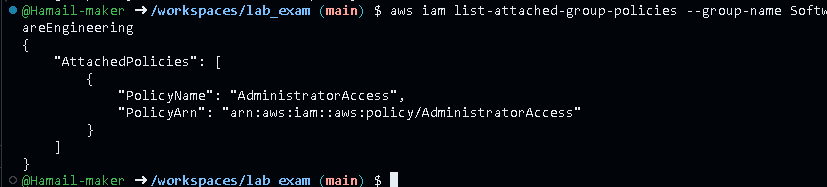 @Hamail-maker ➜ /workspaces/lab_exam (main) $ aws iam list-attached-group-policies --group-name Softw
areEngineering
{
    "AttachedPolicies": [
        {
            "PolicyName": "AdministratorAccess",
            "PolicyArn": "arn:aws:iam::aws:policy/AdministratorAccess"
        }
    ]
}
@Hamail-maker ➜ /workspaces/lab_exam (main) $